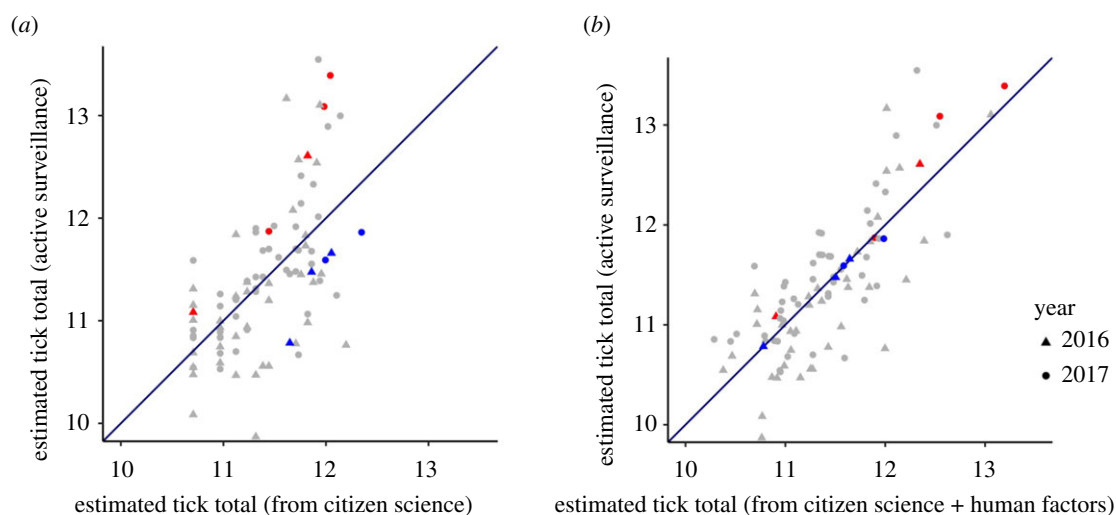 (a)
(b)
estimated tick total (active surveillance)
13
12
11
10
10 11 12 13
estimated tick total (from citizen science)
estimated tick total (active surveillance)
13
12
11
10
10 11 12 13
estimated tick total (from citizen science + human factors)
year
2016
2017